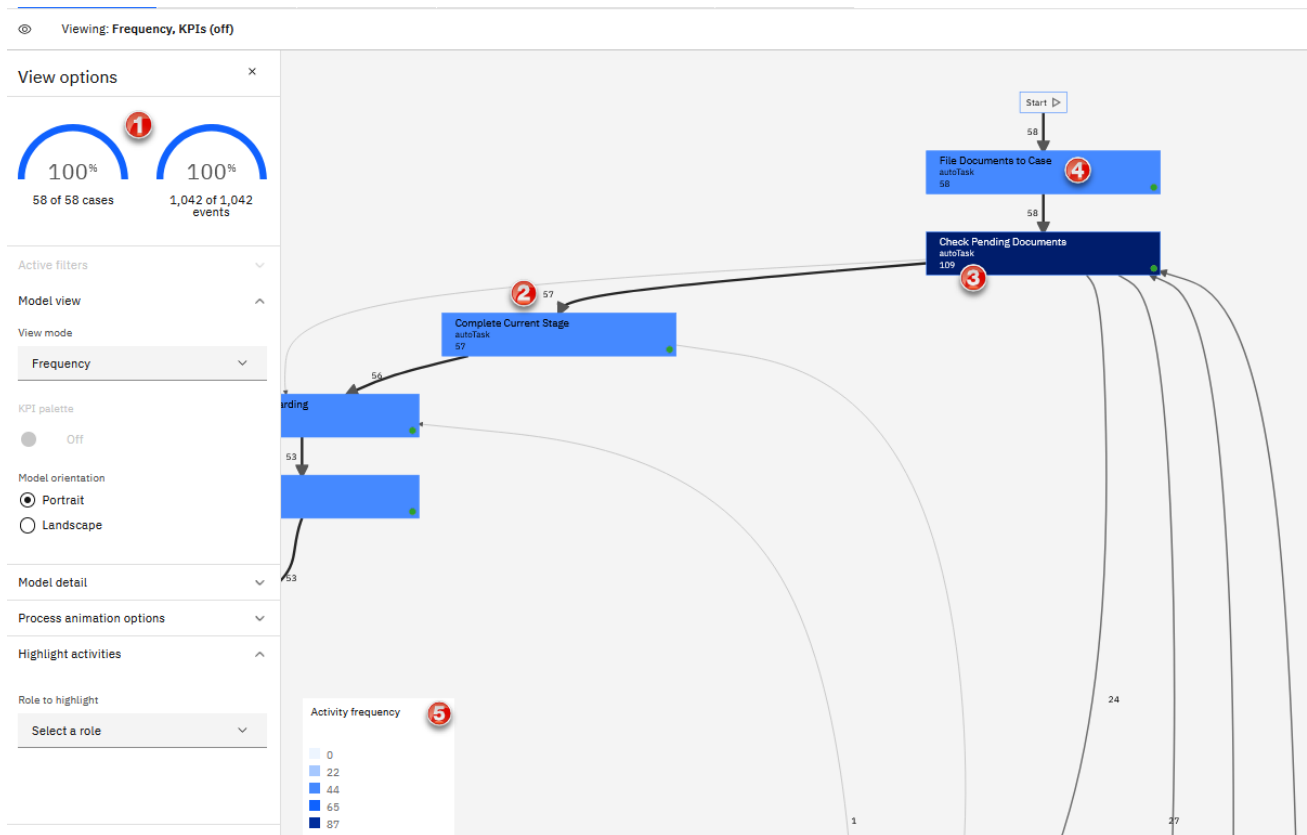 Viewing: Frequency, KPIs (off)
View options
1
100%
100%
58 of 58 cases
1,042 of 1,042
events
Active filters
Model view
View mode
Frequency
KPI palette
Off
Model orientation
Portrait
Landscape
Model detail
Process animation options
Highlight activities
Role to highlight
Select a role
Start
58
File Documents to Case
autoTask
58
4
58
Check Pending Documents
autoTask
109
3
2
57
Complete Current Stage
autoTask
57
56
arding
53
53
24
1
27
Activity frequency
5
0
22
44
65
87